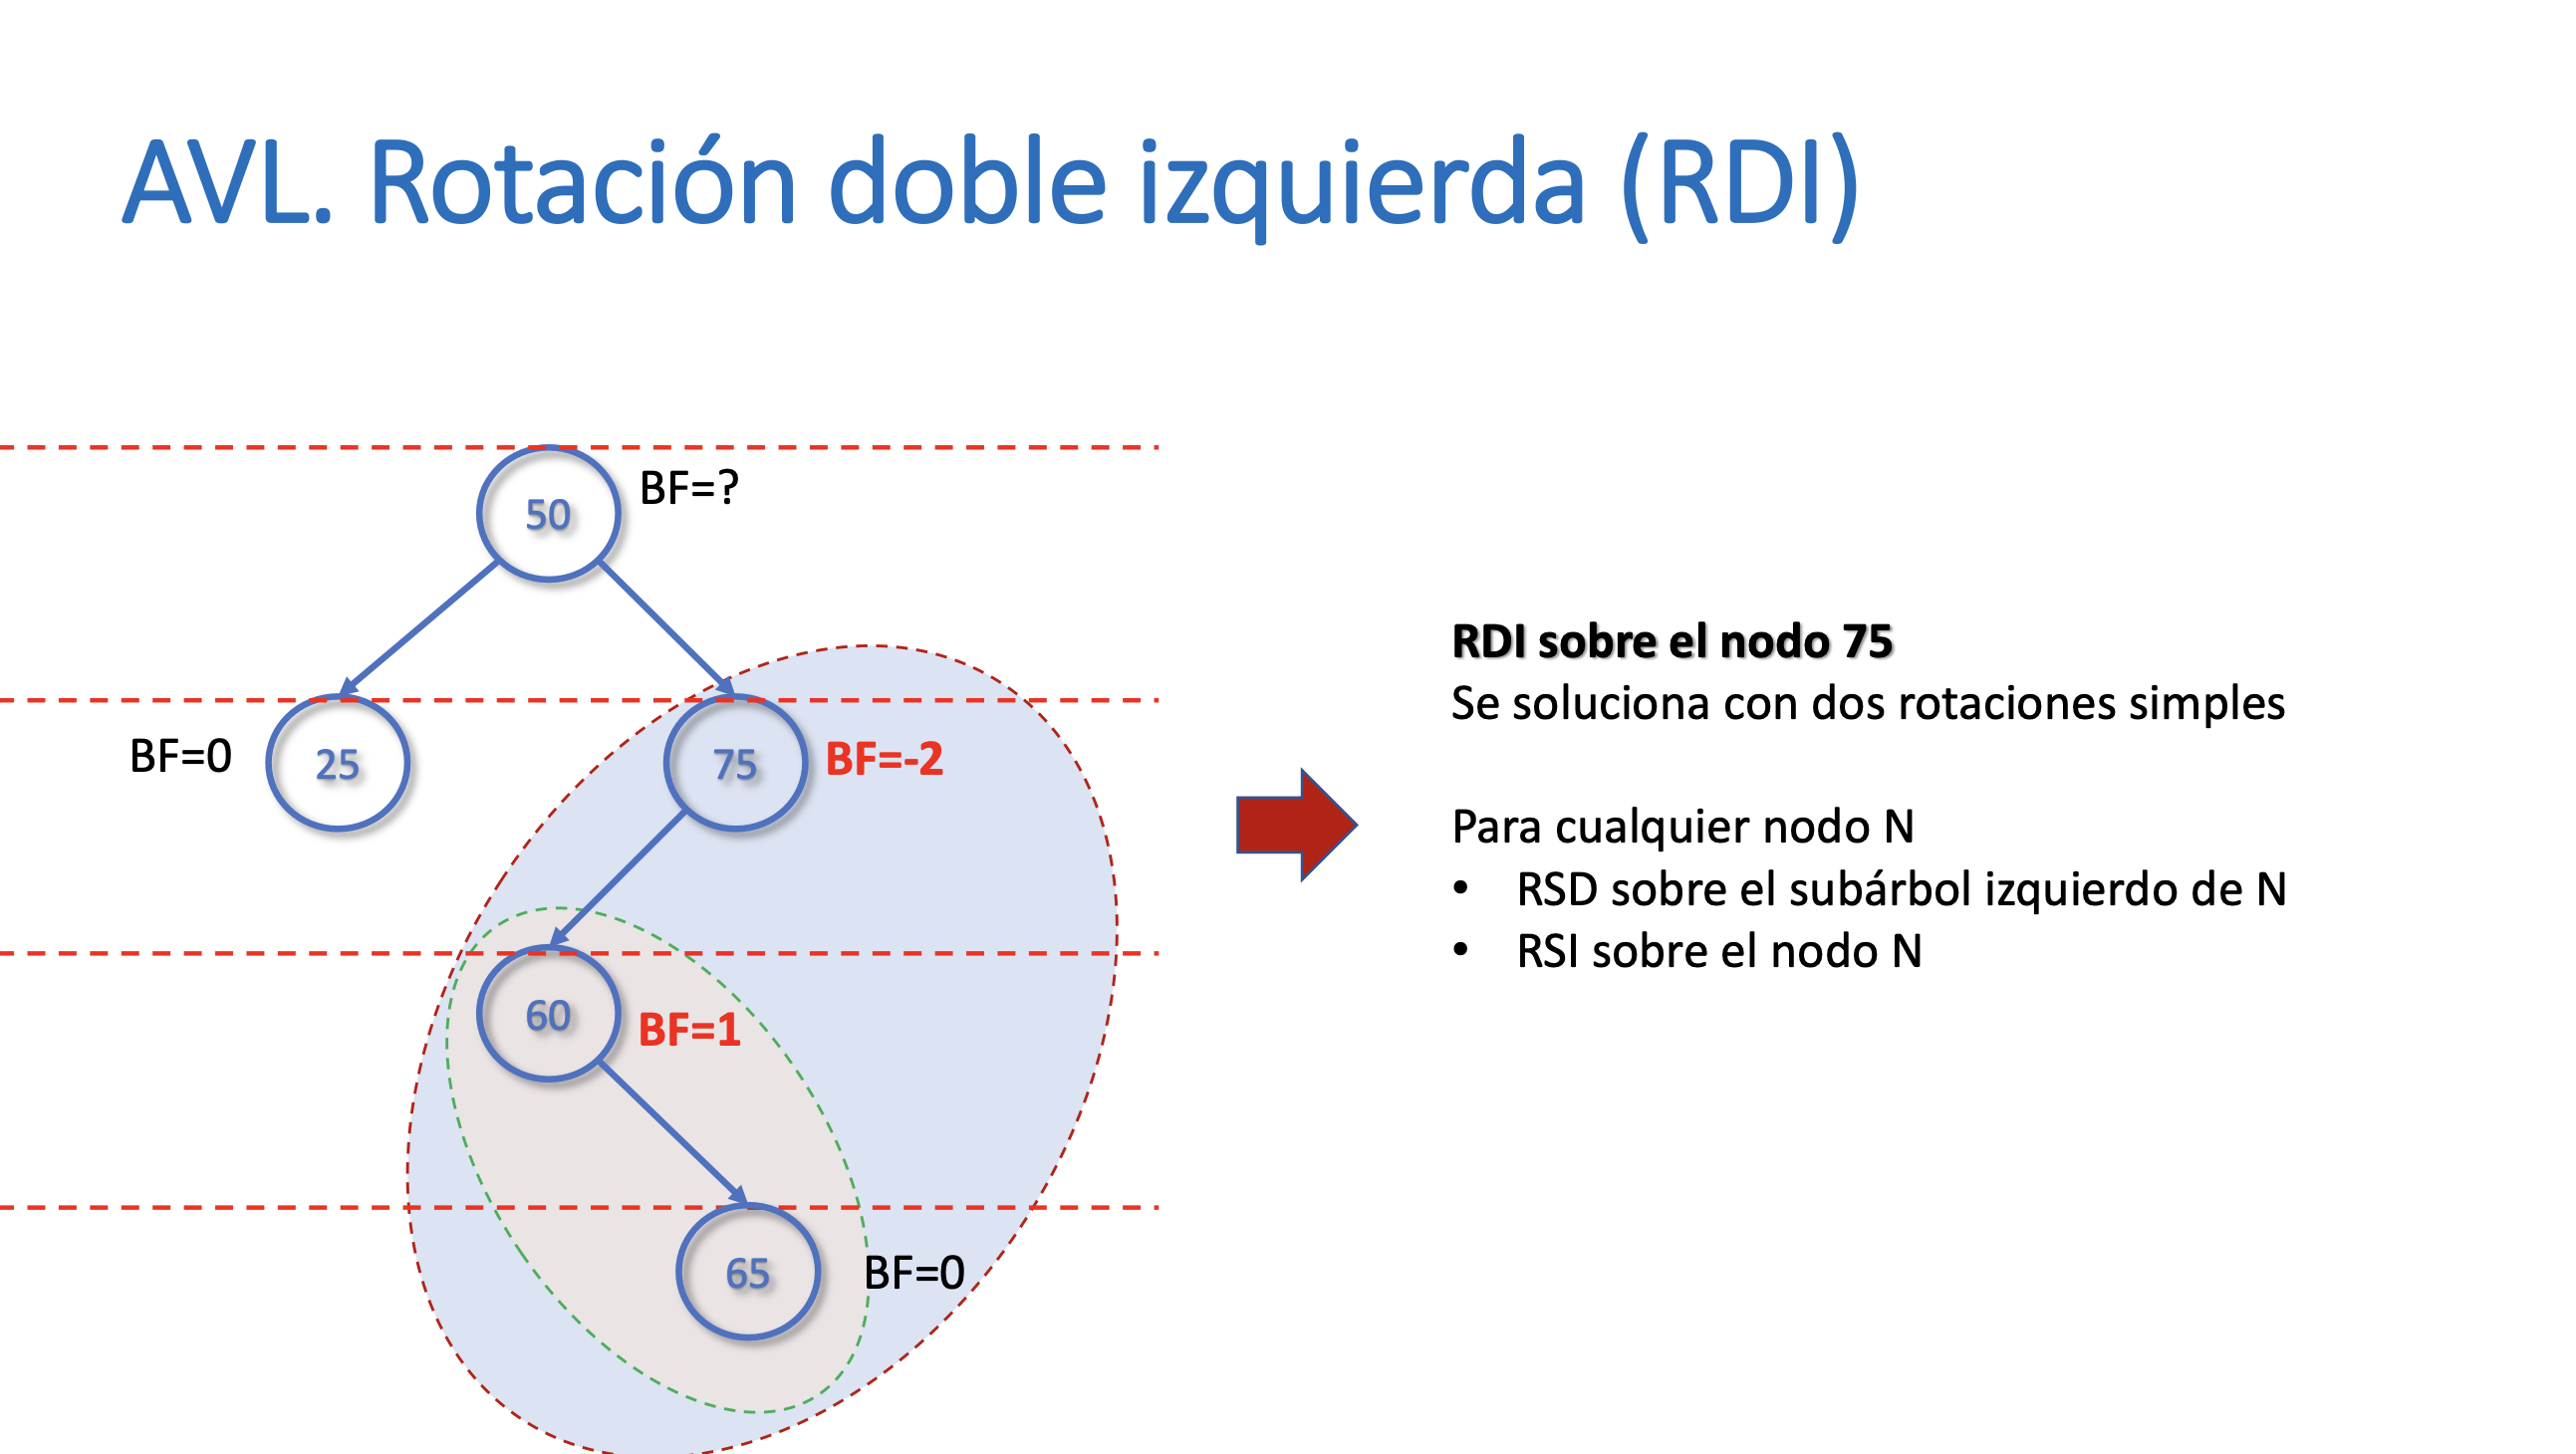 AVL. Rotación doble izquierda (RDI)
50
BF=?
BF=0
25
75
BF=-2
60
BF=1
65
BF=0
RDI sobre el nodo 75
Se soluciona con dos rotaciones simples
Para cualquier nodo N
• RSD sobre el subárbol izquierdo de N
• RSI sobre el nodo N